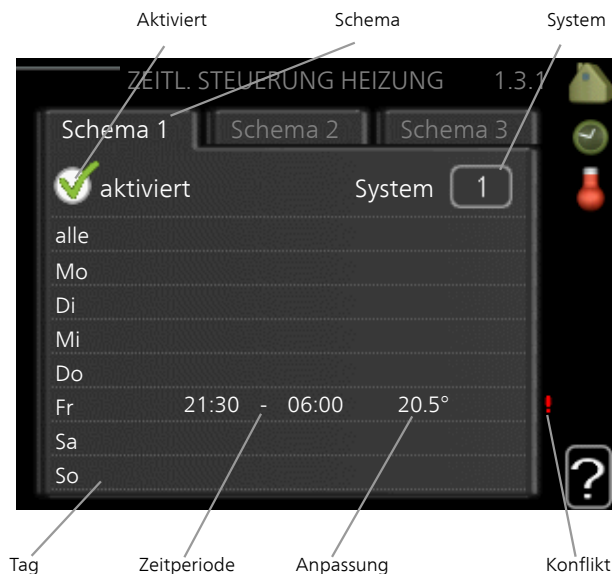 Aktiviert Schema System
ZEITL. STEUERUNG HEIZUNG 1.3.1
Schema 1 Schema 2 Schema 3
aktiviert System 1
alle
Mo
Di
Mi
Do
Fr 21:30 - 06:00 20.5° !
Sa
So
?
Tag Zeitperiode Anpassung Konflikt